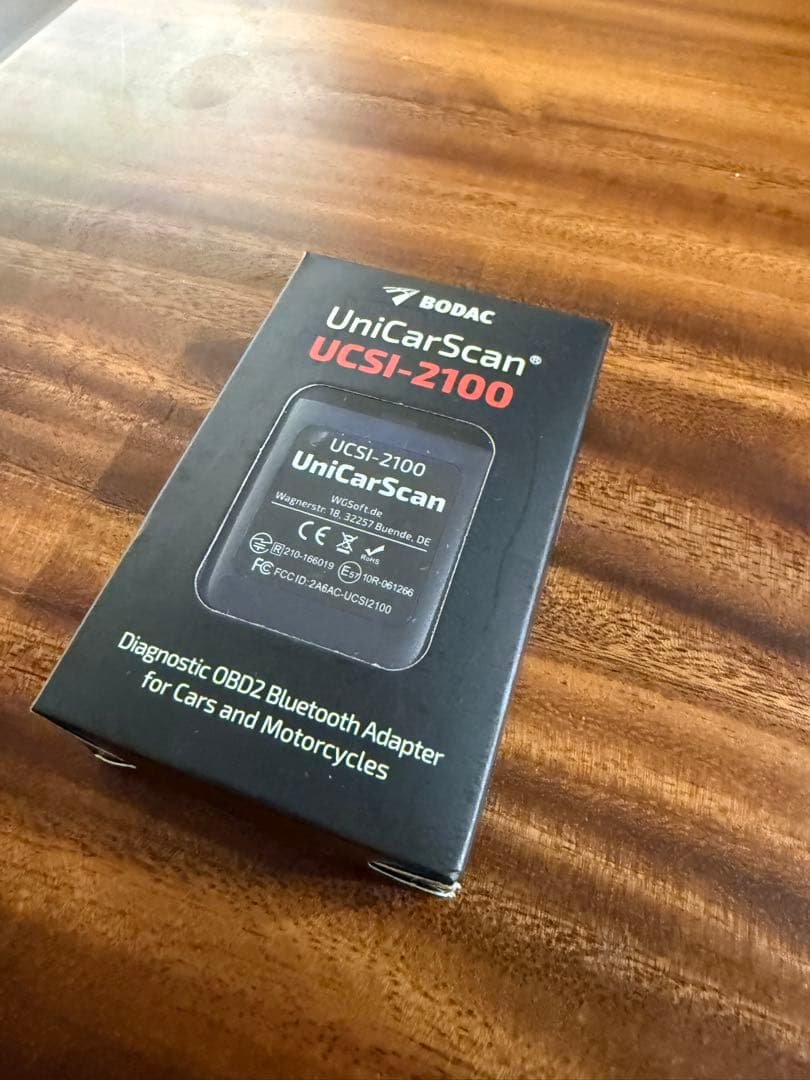 BODAC
UniCarScan®
UCSI-2100
UCSI-2100
UniCarScan
WGSoft.de
Wagnerstr. 18, 32257 Buende, DE
CE RoHS
R 210-166019 E57 10R-061266
FC FCC ID:2A6AC-UCSI2100
Diagnostic OBD2 Bluetooth Adapter
for Cars and Motorcycles